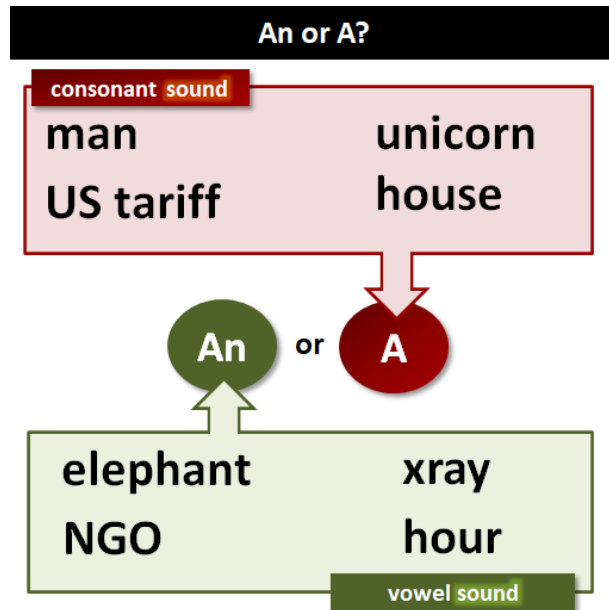 An or A?
consonant sound
man unicorn
US tariff house
An or A
elephant xray
NGO hour
vowel sound